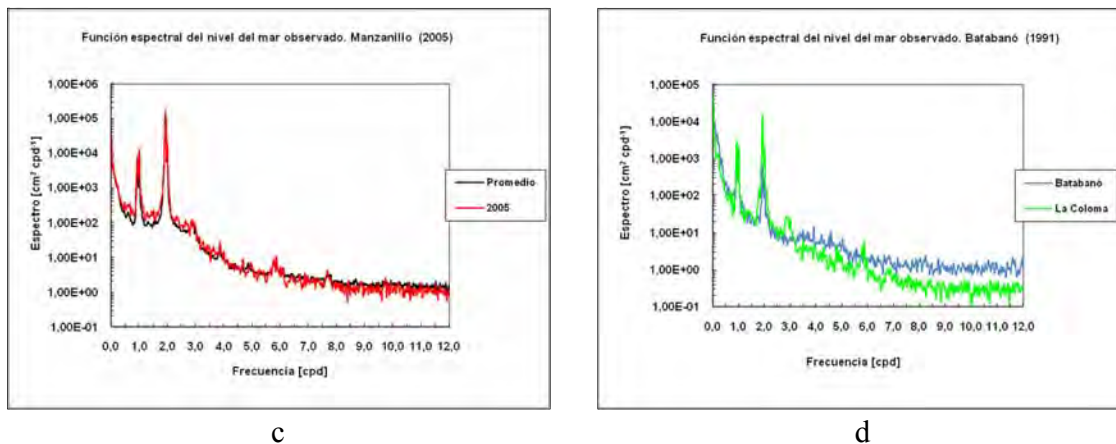 Función espectral del nivel del mar observado. Manzanillo (2005)
1,00E+06
1,00E+05
1,00E+04
1,00E+03
1,00E+02
1,00E+01
1,00E+00
1,00E-01
Espectro [cm² cpd⁻¹]
0,0 1,0 2,0 3,0 4,0 5,0 6,0 7,0 8,0 9,0 10,0 11,0 12,0
Frecuencia [cpd]
Promedio
2005
c
Función espectral del nivel del mar observado. Batabanó (1991)
1,00E+05
1,00E+04
1,00E+03
1,00E+02
1,00E+01
1,00E+00
1,00E-01
Espectro [cm² cpd⁻¹]
0,0 1,0 2,0 3,0 4,0 5,0 6,0 7,0 8,0 9,0 10,0 11,0 12,0
Frecuencia [cpd]
Batabanó
La Coloma
d